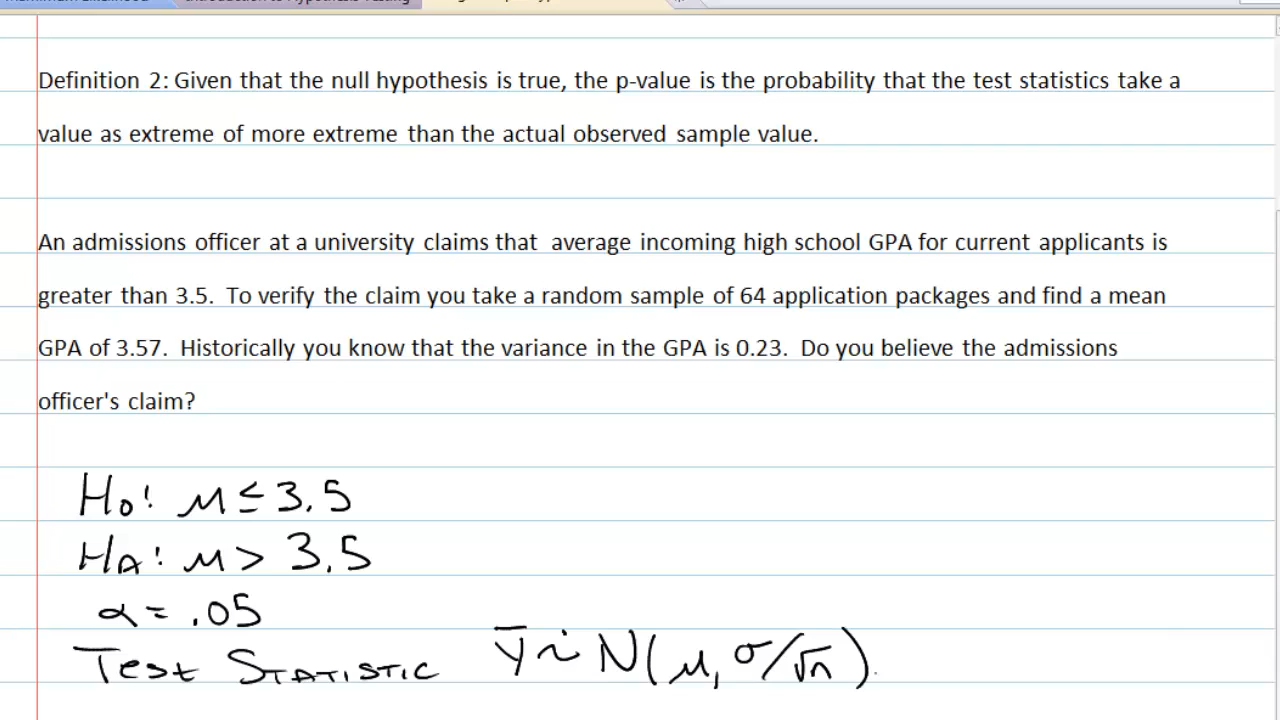 Definition 2: Given that the null hypothesis is true, the p-value is the probability that the test statistics take a
value as extreme of more extreme than the actual observed sample value.
An admissions officer at a university claims that average incoming high school GPA for current applicants is
greater than 3.5. To verify the claim you take a random sample of 64 application packages and find a mean
GPA of 3.57. Historically you know that the variance in the GPA is 0.23. Do you believe the admissions
officer's claim?
H₀: μ ≤ 3.5
H_A: μ > 3.5
α = .05
Test Statistic Ȳ ∼̇ N(μ, σ/√n)